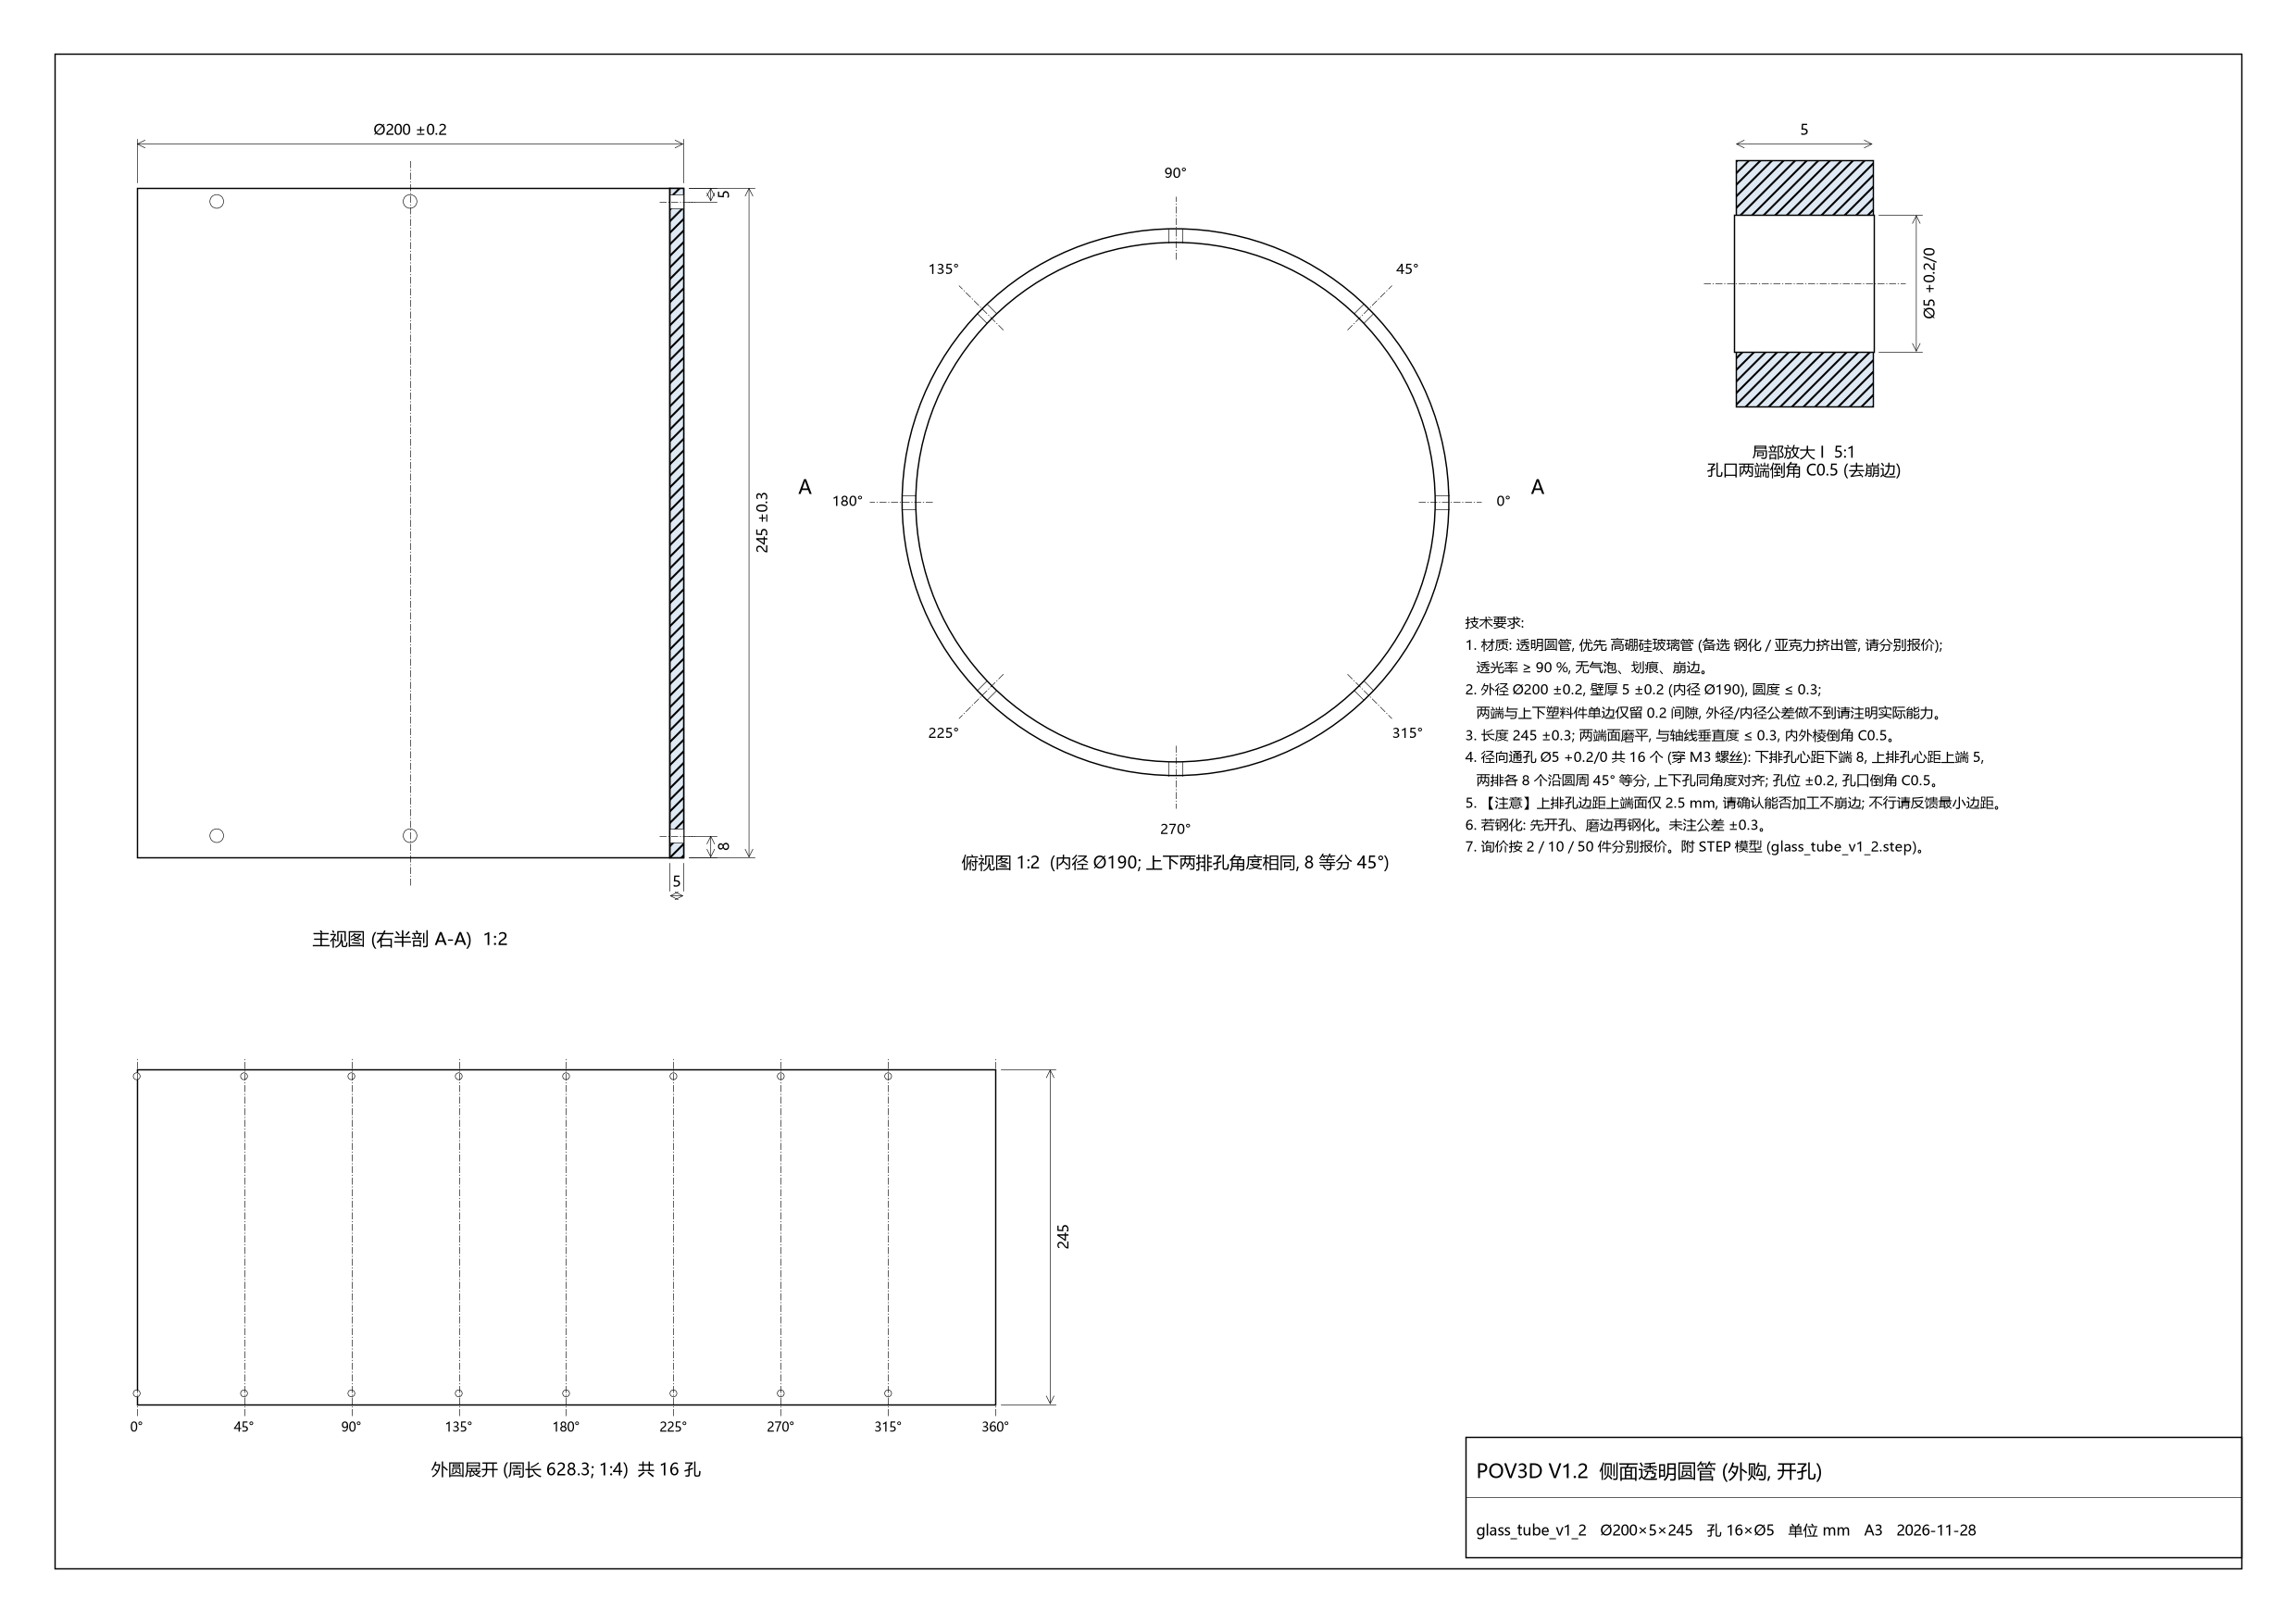 Ø200 ±0.2
5
245 ±0.3
8
5
主视图 (右半剖 A-A)  1:2
90°
135°
45°
A
180°
0°
A
225°
315°
270°
俯视图 1:2  (内径 Ø190; 上下两排孔角度相同, 8 等分 45°)
5
Ø5 +0.2/0
局部放大 I  5:1
孔口两端倒角 C0.5 (去崩边)
技术要求:
1. 材质: 透明圆管, 优先 高硼硅玻璃管 (备选 钢化 / 亚克力挤出管, 请分别报价);
透光率 ≥ 90 %, 无气泡、划痕、崩边。
2. 外径 Ø200 ±0.2, 壁厚 5 ±0.2 (内径 Ø190), 圆度 ≤ 0.3;
两端与上下塑料件单边仅留 0.2 间隙, 外径/内径公差做不到请注明实际能力。
3. 长度 245 ±0.3; 两端面磨平, 与轴线垂直度 ≤ 0.3, 内外棱倒角 C0.5。
4. 径向通孔 Ø5 +0.2/0 共 16 个 (穿 M3 螺丝): 下排孔心距下端 8, 上排孔心距上端 5,
两排各 8 个沿圆周 45° 等分, 上下孔同角度对齐; 孔位 ±0.2, 孔口倒角 C0.5。
5. 【注意】上排孔边距上端面仅 2.5 mm, 请确认能否加工不崩边; 不行请反馈最小边距。
6. 若钢化: 先开孔、磨边再钢化。未注公差 ±0.3。
7. 询价按 2 / 10 / 50 件分别报价。附 STEP 模型 (glass_tube_v1_2.step)。
245
0° 45° 90° 135° 180° 225° 270° 315° 360°
外圆展开 (周长 628.3; 1:4)  共 16 孔
POV3D V1.2  侧面透明圆管 (外购, 开孔)
glass_tube_v1_2   Ø200×5×245   孔 16×Ø5   单位 mm   A3   2026-11-28